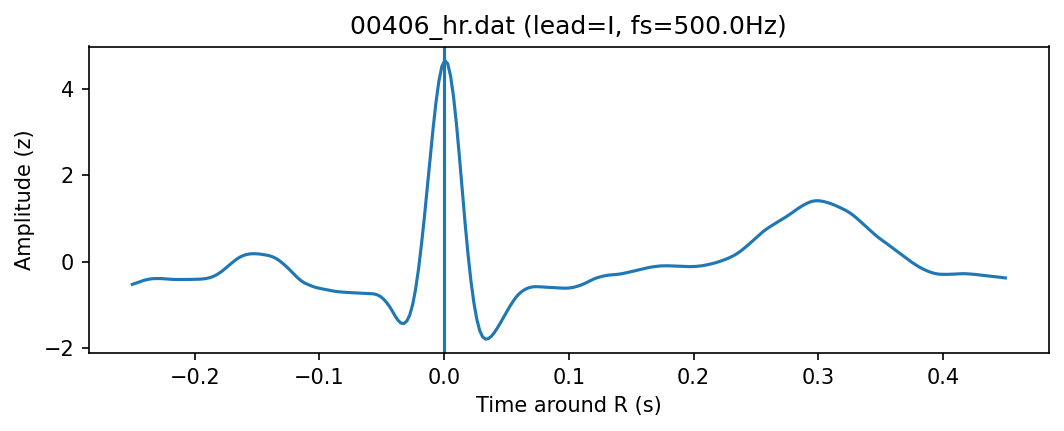 00406_hr.dat (lead=I, fs=500.0Hz)
Amplitude (z)
4
2
0
−2
−0.2 −0.1 0.0 0.1 0.2 0.3 0.4
Time around R (s)